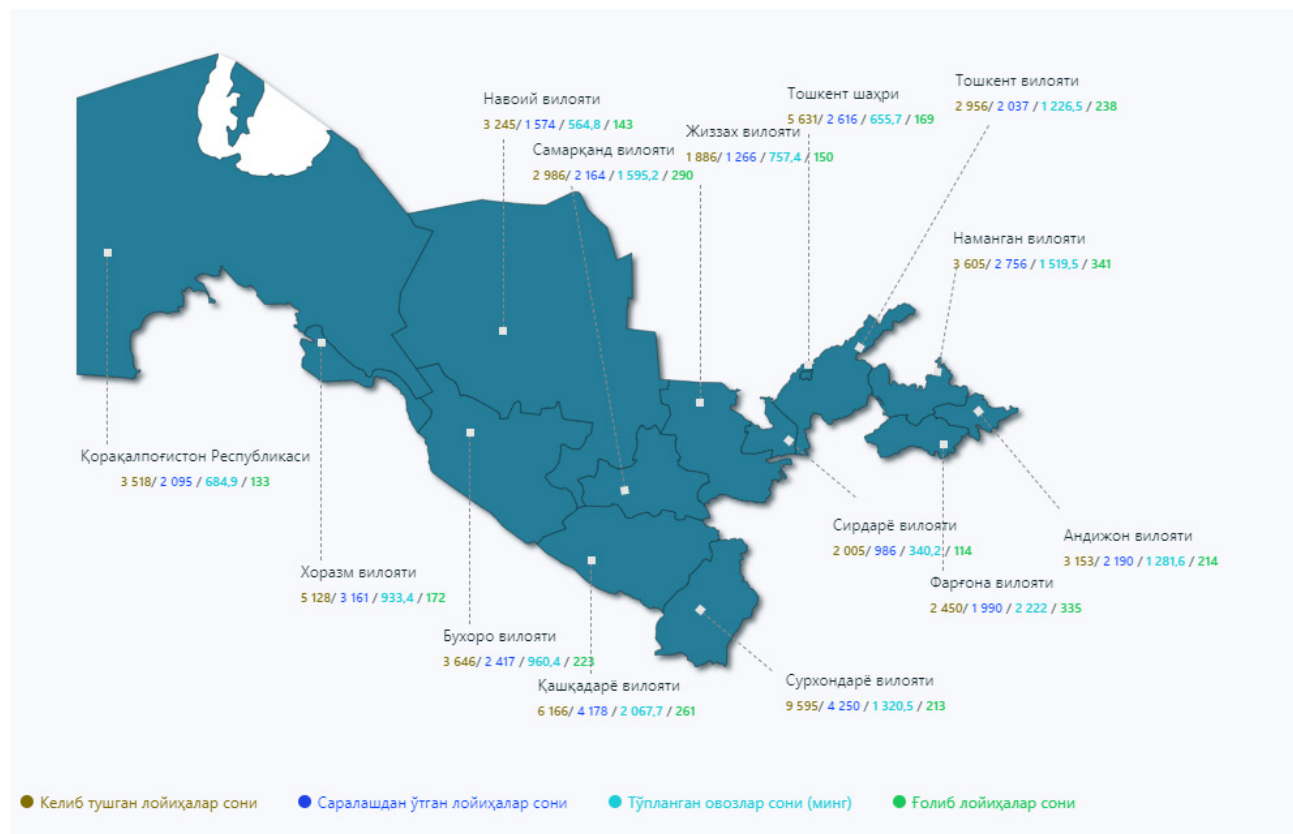 Тошкент вилояти
2 956/ 2 037 / 1 226,5 / 238
Тошкент шаҳри
5 631/ 2 616 / 655,7 / 169
Навоий вилояти
3 245/ 1 574 / 564,8 / 143
Жиззах вилояти
1 886/ 1 266 / 757,4 / 150
Самарқанд вилояти
2 986/ 2 164 / 1 595,2 / 290
Наманган вилояти
3 605/ 2 756 / 1 519,5 / 341
Қорақалпоғистон Республикаси
3 518/ 2 095 / 684,9 / 133
Сирдарё вилояти
2 005/ 986 / 340,2 / 114
Андижон вилояти
3 153/ 2 190 / 1 281,6 / 214
Хоразм вилояти
5 128/ 3 161 / 933,4 / 172
Фарғона вилояти
2 450/ 1 990 / 2 222 / 335
Бухоро вилояти
3 646/ 2 417 / 960,4 / 223
Қашқадарё вилояти
6 166/ 4 178 / 2 067,7 / 261
Сурхондарё вилояти
9 595/ 4 250 / 1 320,5 / 213
Келиб тушган лойиҳалар сони
Саралашдан ўтган лойиҳалар сони
Тўпланган овозлар сони (минг)
Ғолиб лойиҳалар сони